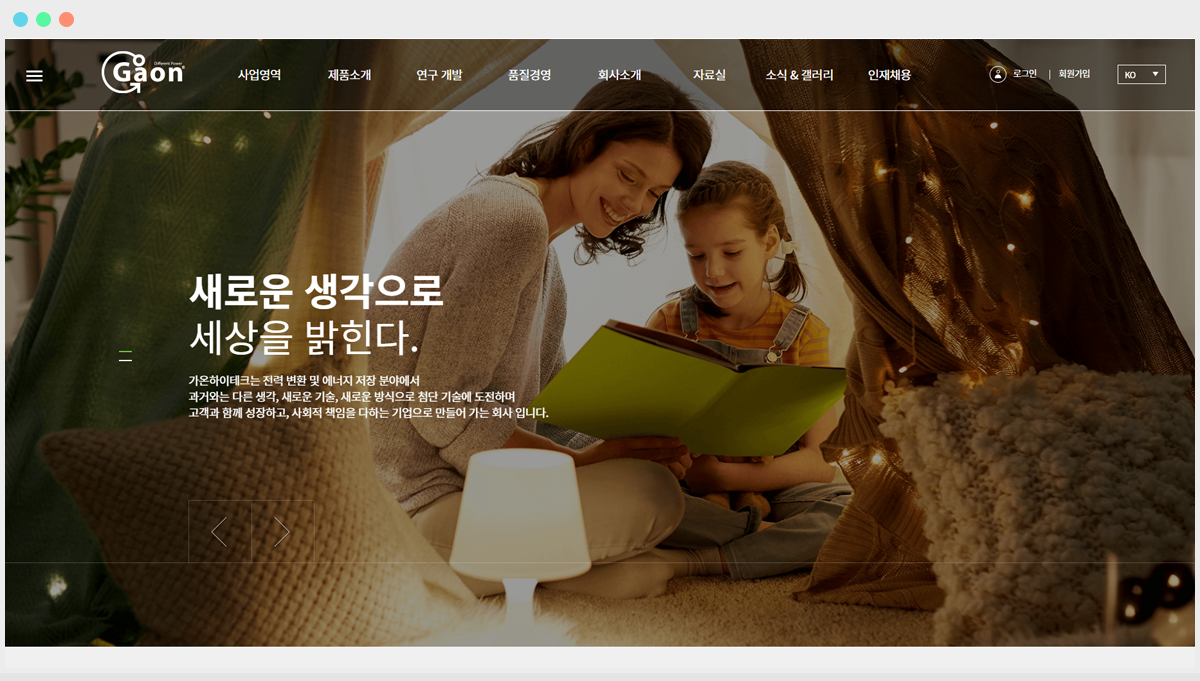 Gaon
Different Power
사업영역
제품소개
연구 개발
품질경영
회사소개
자료실
소식 & 갤러리
인재채용
로그인 | 회원가입
KO
새로운 생각으로
세상을 밝힌다.
가온하이테크는 전력 변환 및 에너지 저장 분야에서
과거와는 다른 생각, 새로운 기술, 새로운 방식으로 첨단 기술에 도전하며
고객과 함께 성장하고, 사회적 책임을 다하는 기업으로 만들어 가는 회사 입니다.